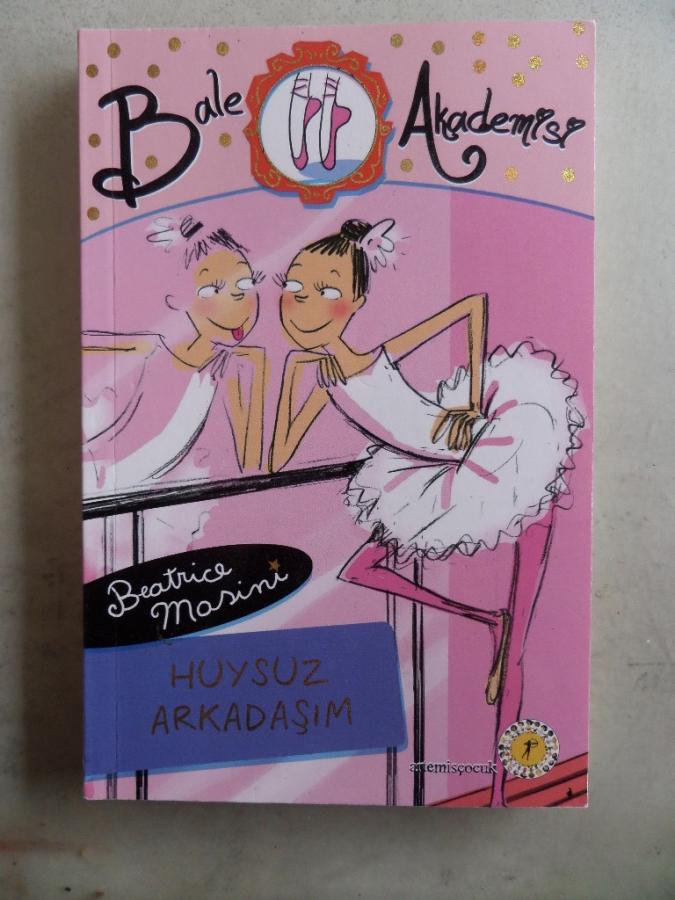 Bale Akademisi
Beatrice
Masini
HUYSUZ
ARKADAŞIM
artemisçocuk